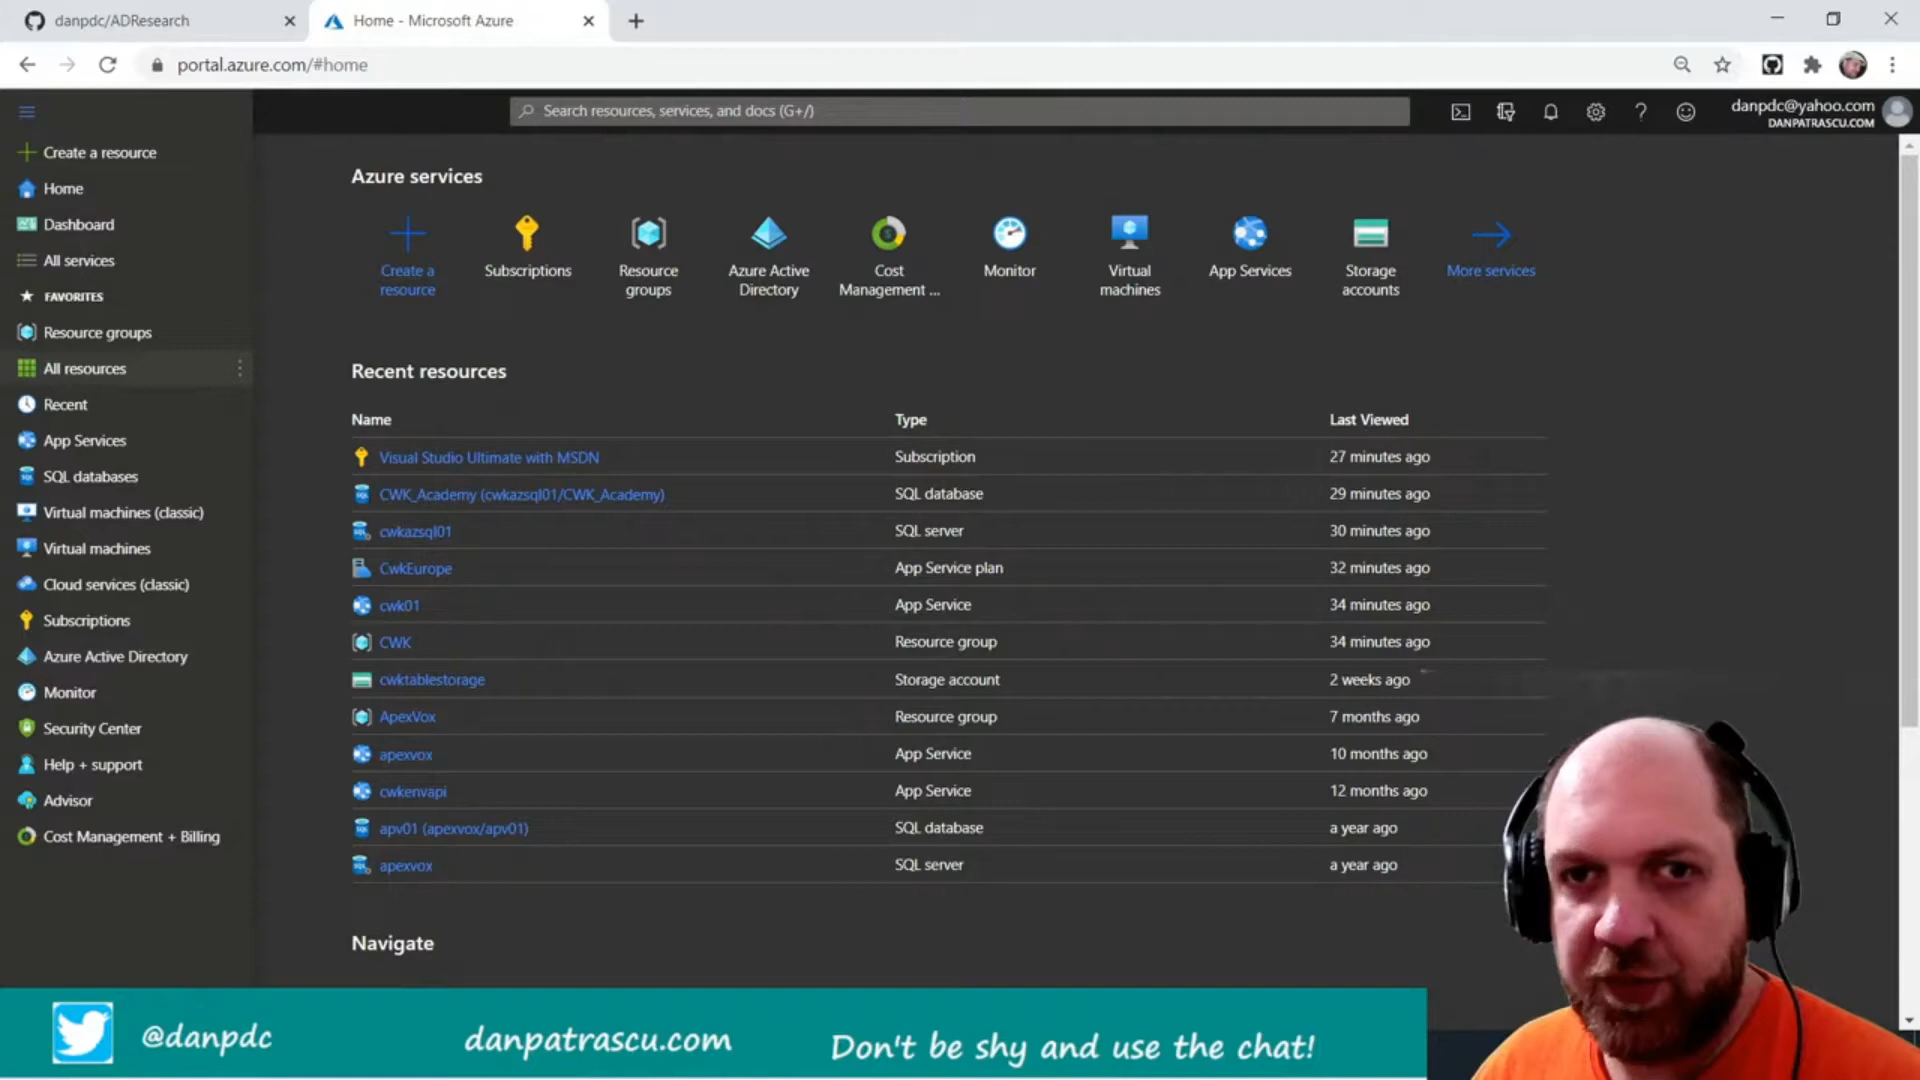 danpdc/ADResearch
Home - Microsoft Azure
portal.azure.com/#home
Search resources, services, and docs (G+/)
danpdc@yahoo.com
DANPATRASCU.COM
Create a resource
Home
Dashboard
All services
FAVORITES
Resource groups
All resources
Recent
App Services
SQL databases
Virtual machines (classic)
Virtual machines
Cloud services (classic)
Subscriptions
Azure Active Directory
Monitor
Security Center
Help + support
Advisor
Cost Management + Billing
Azure services
Create a
resource
Subscriptions
Resource
groups
Azure Active
Directory
Cost
Management ...
Monitor
Virtual
machines
App Services
Storage
accounts
More services
Recent resources
Name Type Last Viewed
Visual Studio Ultimate with MSDN Subscription 27 minutes ago
CWK_Academy (cwkazsql01/CWK_Academy) SQL database 29 minutes ago
cwkazsql01 SQL server 30 minutes ago
CwkEurope App Service plan 32 minutes ago
cwk01 App Service 34 minutes ago
CWK Resource group 34 minutes ago
cwktablestorage Storage account 2 weeks ago
ApexVox Resource group 7 months ago
apexvox App Service 10 months ago
cwkenvapi App Service 12 months ago
apv01 (apexvox/apv01) SQL database a year ago
apexvox SQL server a year ago
Navigate
@danpdc
danpatrascu.com
Don't be shy and use the chat!